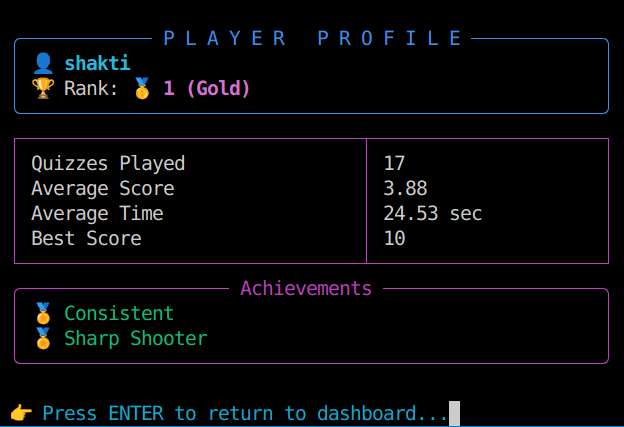 PLAYER PROFILE
shakti
Rank: 1 (Gold)
Quizzes Played 17
Average Score 3.88
Average Time 24.53 sec
Best Score 10
Achievements
Consistent
Sharp Shooter
Press ENTER to return to dashboard...